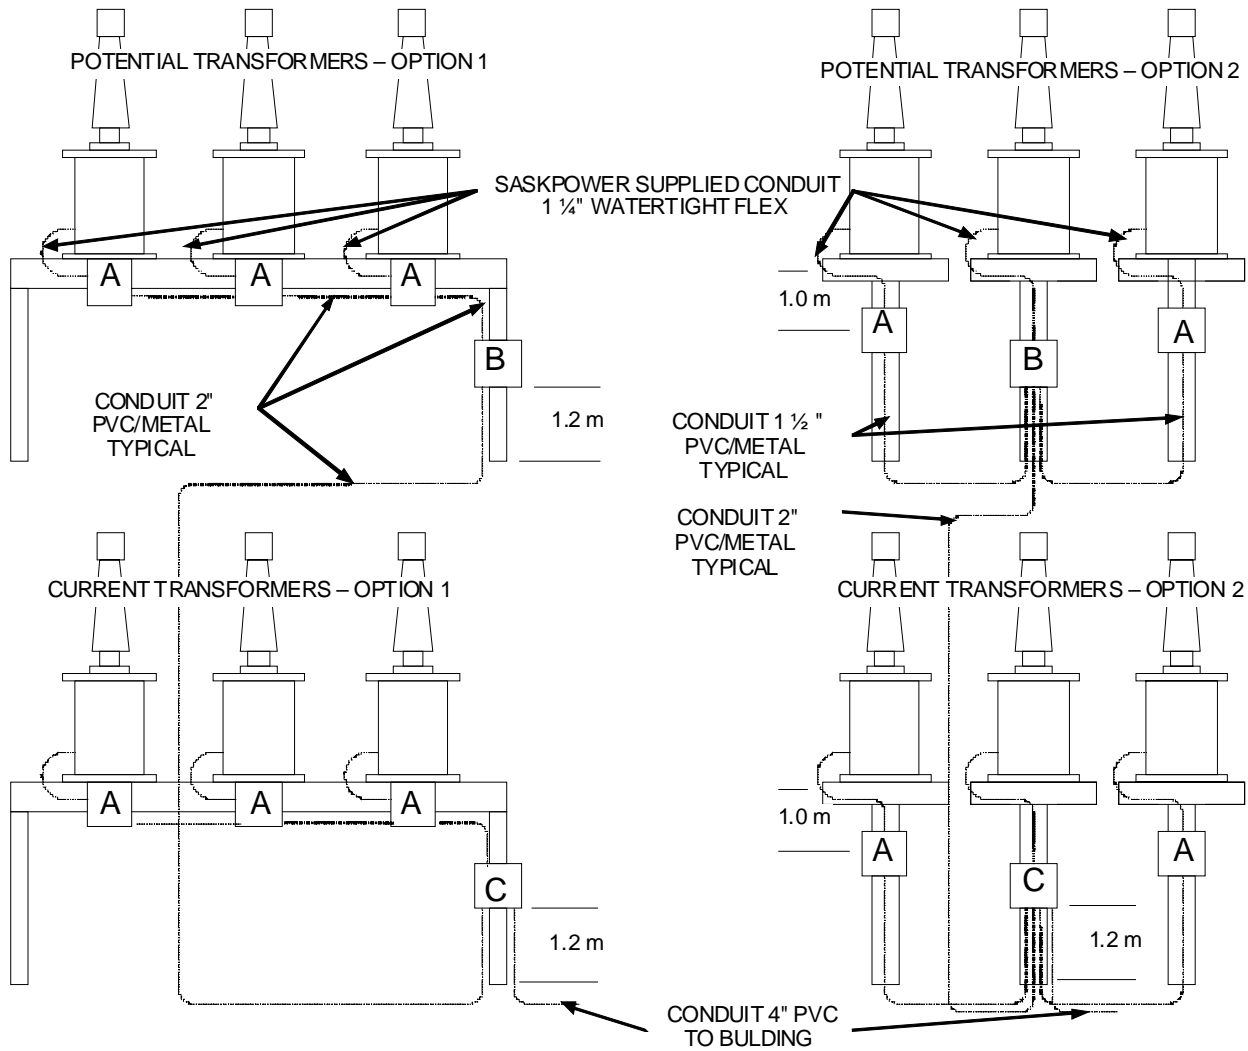 POTENTIAL TRANSFORMERS – OPTION 1
POTENTIAL TRANSFORMERS – OPTION 2
SASKPOWER SUPPLIED CONDUIT
1 ¼" WATERTIGHT FLEX
A
A
A
B
CONDUIT 2"
PVC/METAL
TYPICAL
1.2 m
1.0 m
A
B
A
CONDUIT 1 ½ "
PVC/METAL
TYPICAL
CONDUIT 2"
PVC/METAL
TYPICAL
CURRENT TRANSFORMERS – OPTION 1
CURRENT TRANSFORMERS – OPTION 2
A
A
A
C
1.2 m
1.0 m
A
C
A
1.2 m
CONDUIT 4" PVC
TO BULDING